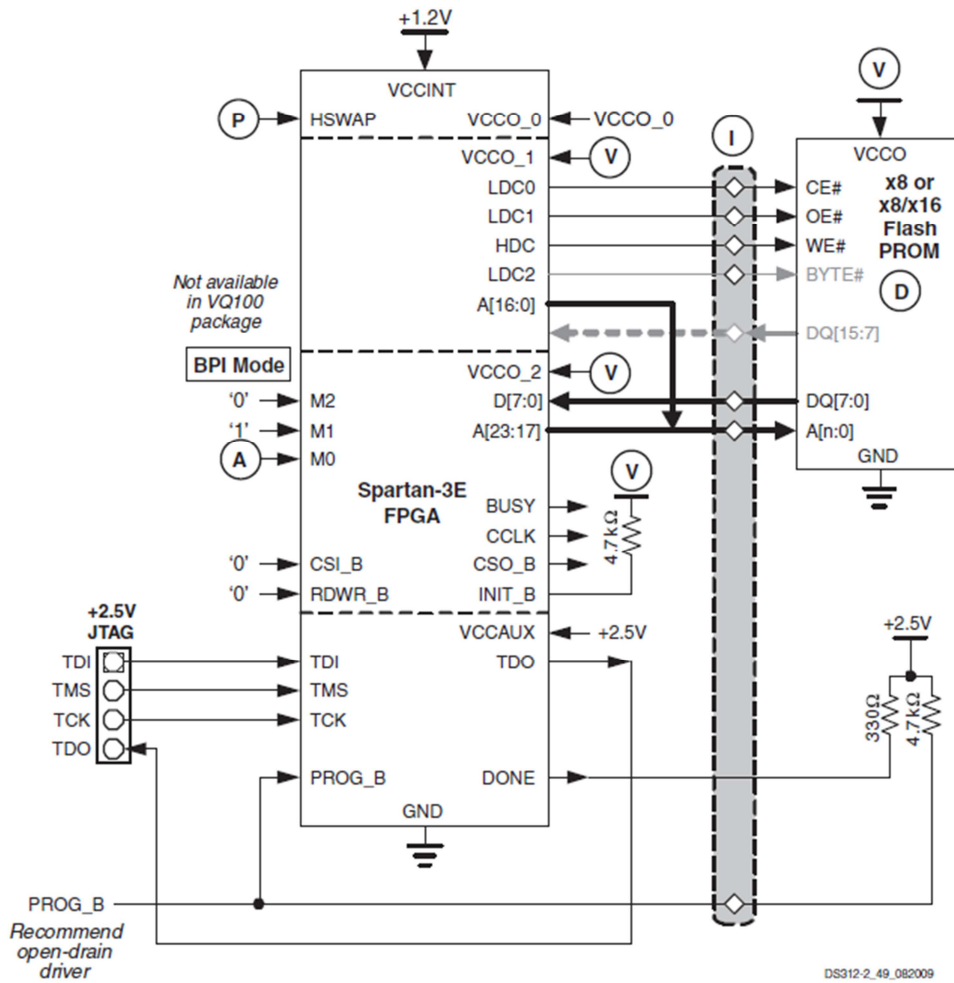 +1.2V
VCCINT
P
HSWAP
VCCO_0
VCCO_0
V
I
VCCO_1
V
VCCO
LDC0
CE#
x8 or
x8/x16
Flash
PROM
LDC1
OE#
HDC
WE#
LDC2
BYTE#
D
Not available
in VQ100
package
A[16:0]
DQ[15:7]
BPI Mode
VCCO_2
V
'0'
M2
D[7:0]
DQ[7:0]
'1'
M1
A[23:17]
A[n:0]
A
M0
GND
V
Spartan-3E
FPGA
BUSY
CCLK
4.7kΩ
'0'
CSI_B
CSO_B
'0'
RDWR_B
INIT_B
+2.5V
JTAG
VCCAUX
+2.5V
+2.5V
TDI
TDI
TDO
TMS
TMS
TCK
TCK
330Ω
4.7kΩ
TDO
PROG_B
DONE
GND
PROG_B
Recommend
open-drain
driver
DS312-2_49_082009